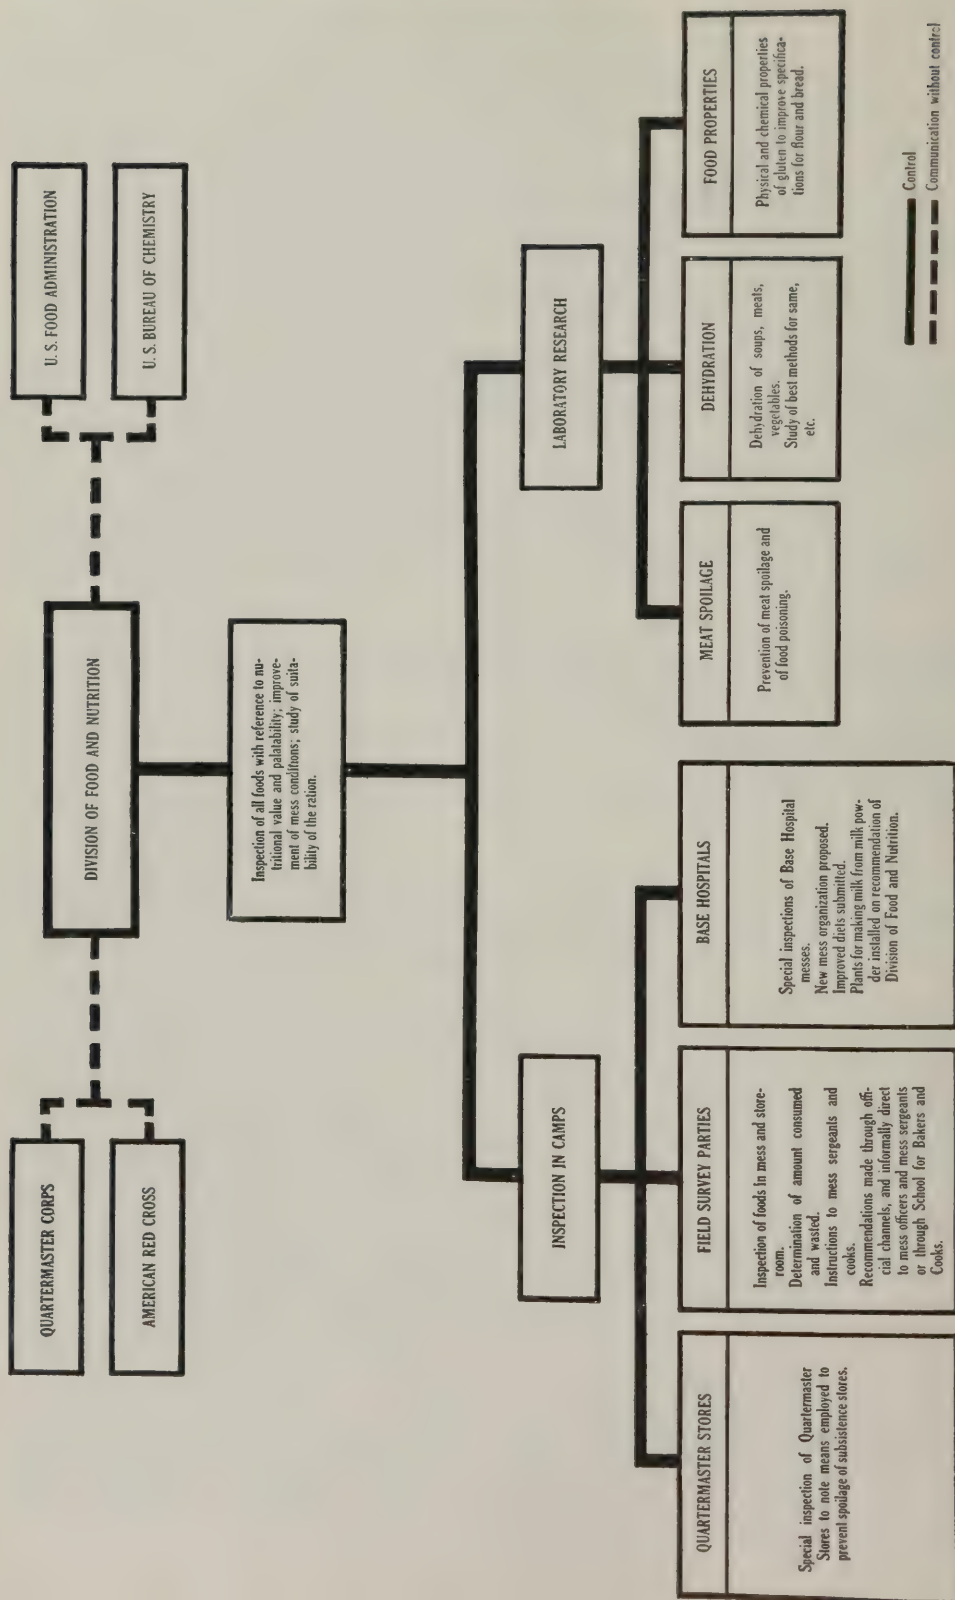 QUARTERMASTER CORPS
AMERICAN RED CROSS
DIVISION OF FOOD AND NUTRITION
U. S. FOOD ADMINISTRATION
U. S. BUREAU OF CHEMISTRY
Inspection of all foods with reference to nu-
tritional value and palatability; improve-
ment of mess conditions; study of suita-
bility of the ration.
INSPECTION IN CAMPS
LABORATORY RESEARCH
QUARTERMASTER STORES
Special inspection of Quartermaster
Stores to note means employed to
prevent spoilage of subsistence stores.
FIELD SURVEY PARTIES
Inspection of foods in mess and store-
room.
Determination of amount consumed
and wasted.
Instructions to mess sergeants and
cooks.
Recommendations made through offi-
cial channels, and informally direct
to mess officers and mess sergeants
or through School for Bakers and
Cooks.
BASE HOSPITALS
Special inspections of Base Hospital
messes.
New mess organization proposed.
Improved diets submitted.
Plants for making milk from milk pow-
der installed on recommendation of
Division of Food and Nutrition.
MEAT SPOILAGE
Prevention of meat spoilage and
of food poisoning.
DEHYDRATION
Dehydration of soups, meats,
vegetables.
Study of best methods for same,
etc.
FOOD PROPERTIES
Physical and chemical properties
of gluten to improve specifica-
tions for flour and bread.
Control
Communication without control